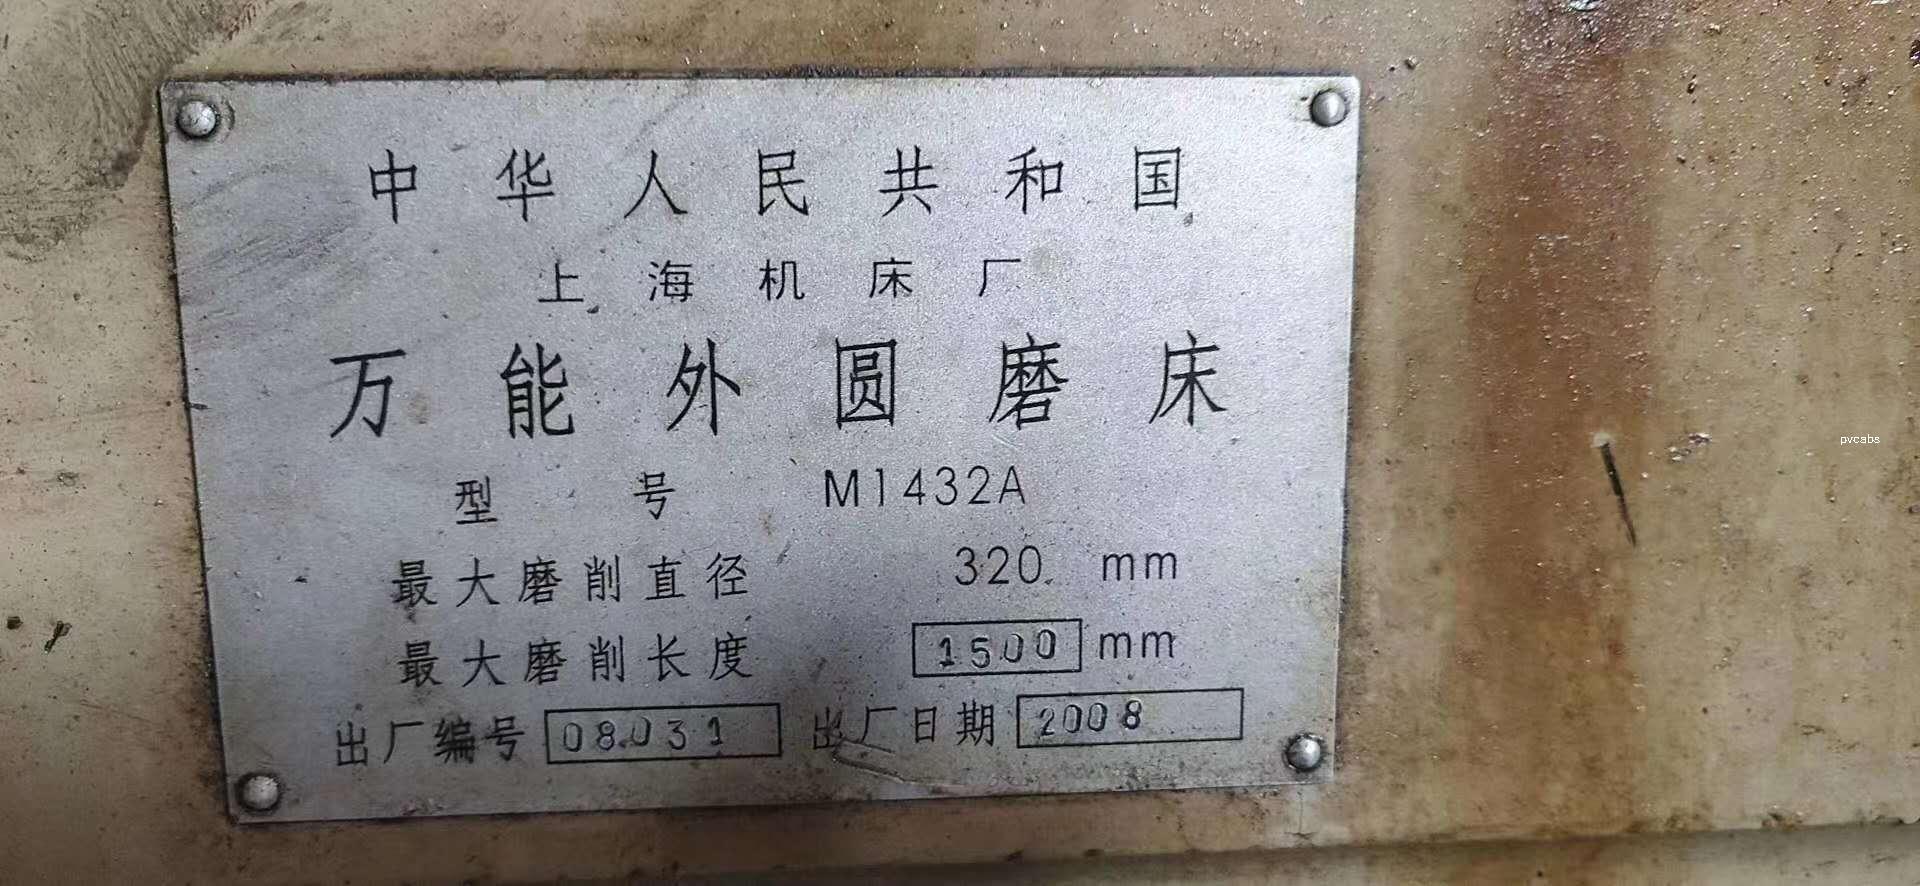 中华人民共和国
上海机床厂
万能外圆磨床
型号 M1432A
最大磨削直径 320 mm
最大磨削长度 1500 mm
出厂编号 08031 出厂日期 2008
pvcabs